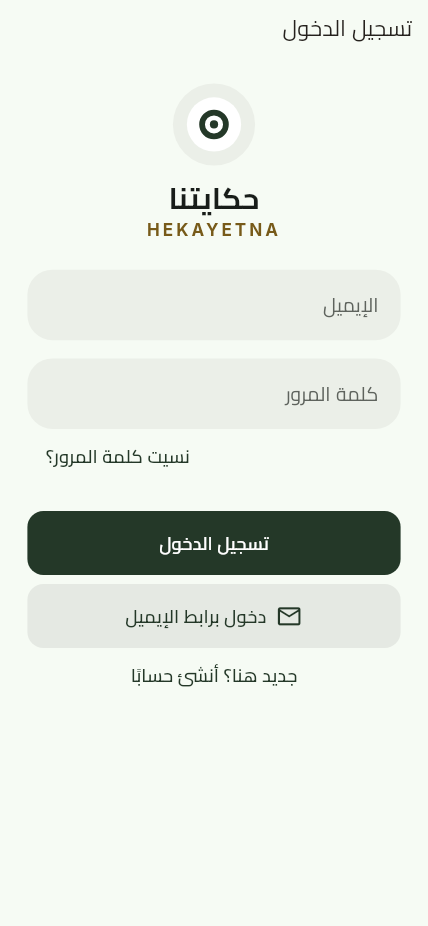 تسجيل الدخول
حكايتنا
HEKAYETNA
الإيميل
كلمة المرور
نسيت كلمة المرور؟
تسجيل الدخول
دخول برابط الإيميل
جديد هنا؟ أنشئ حسابًا